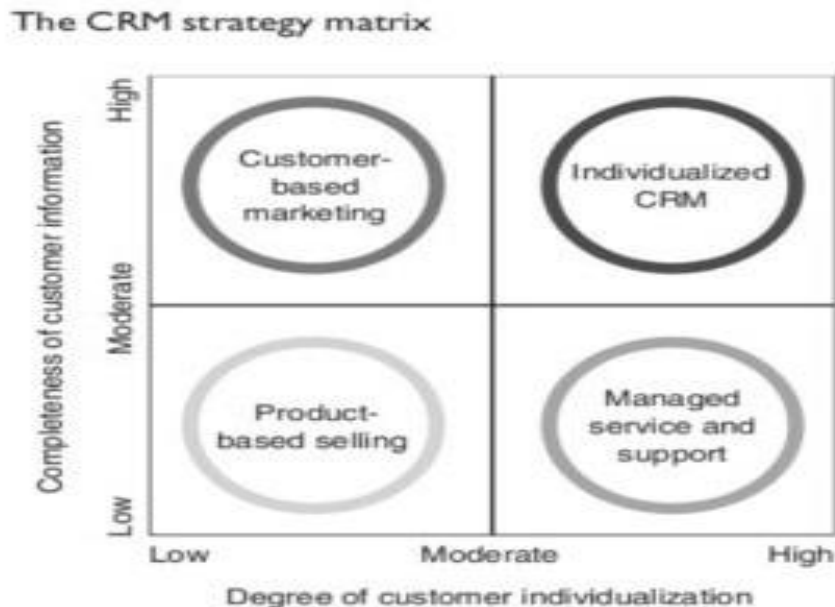 The CRM strategy matrix
High
Customer-
based
marketing
Individualized
CRM
Completeness of customer information
Moderate
Product-
based selling
Managed
service and
support
Low
Low Moderate High
Degree of customer individualization